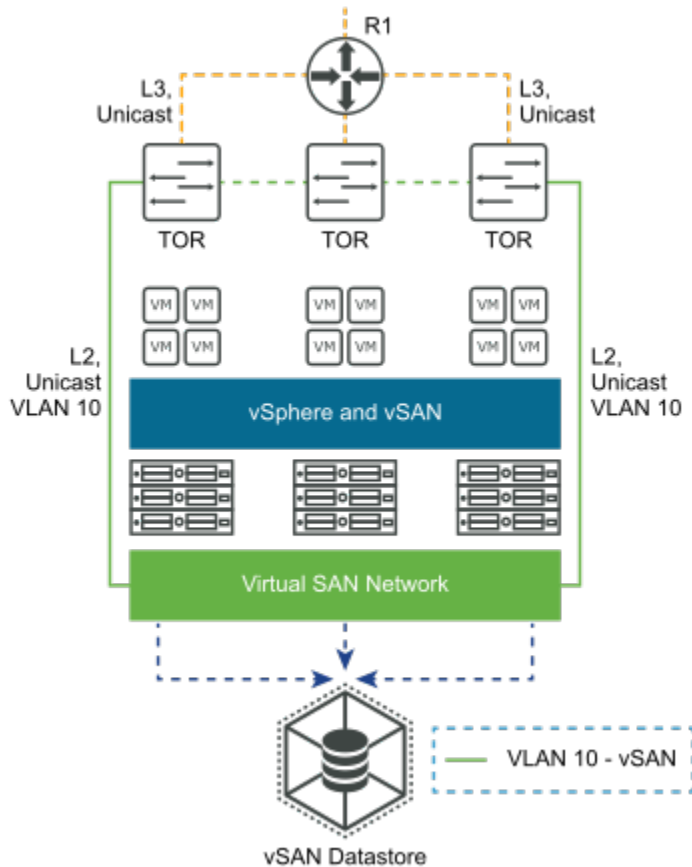 R1
L3,
Unicast
L3,
Unicast
TOR
TOR
TOR
VM VM
VM VM
VM VM
VM VM
VM VM
VM VM
L2,
Unicast
VLAN 10
L2,
Unicast
VLAN 10
vSphere and vSAN
Virtual SAN Network
VLAN 10 - vSAN
vSAN Datastore